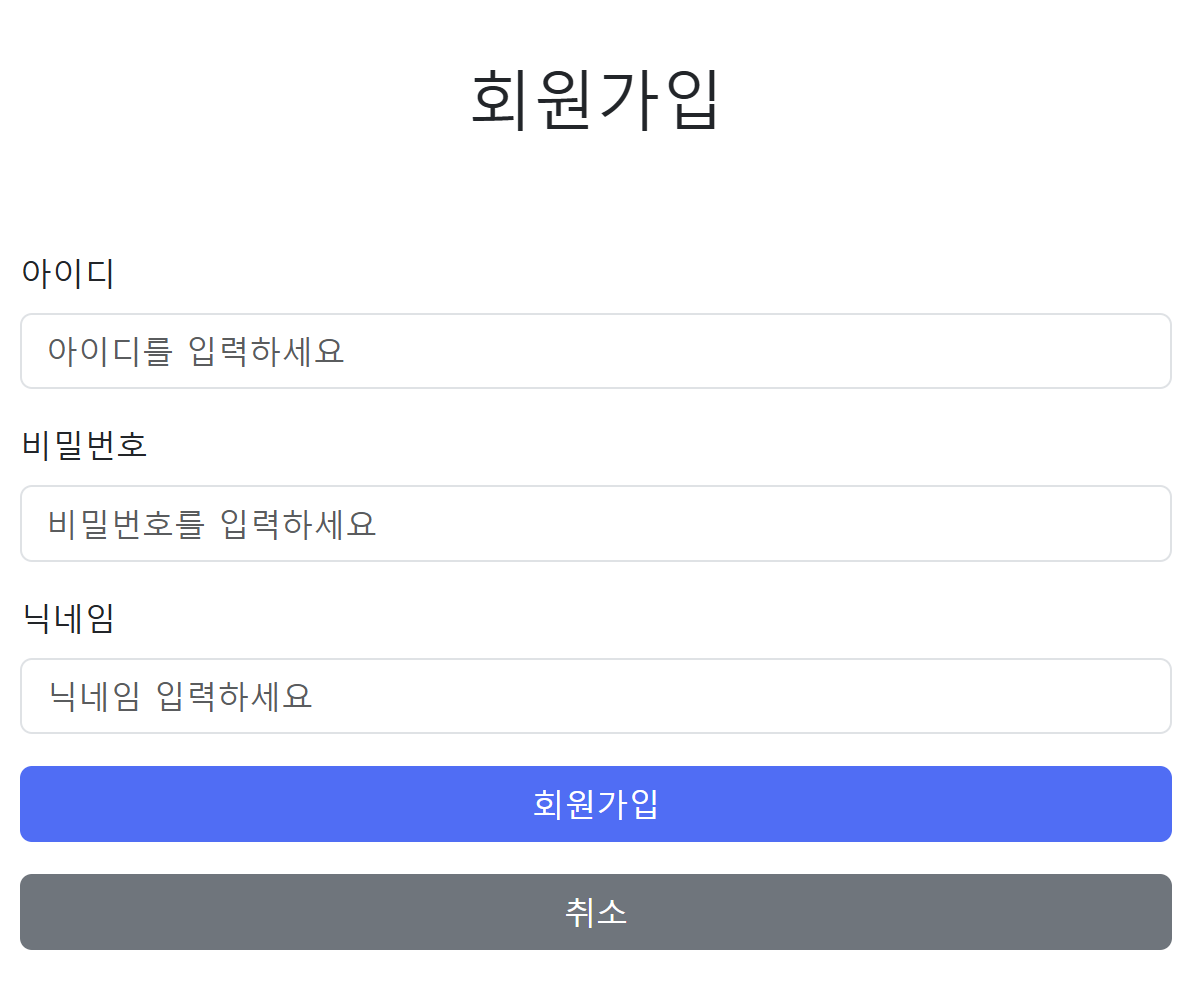 회원가입
아이디
아이디를 입력하세요
비밀번호
비밀번호를 입력하세요
닉네임
닉네임 입력하세요
회원가입
취소